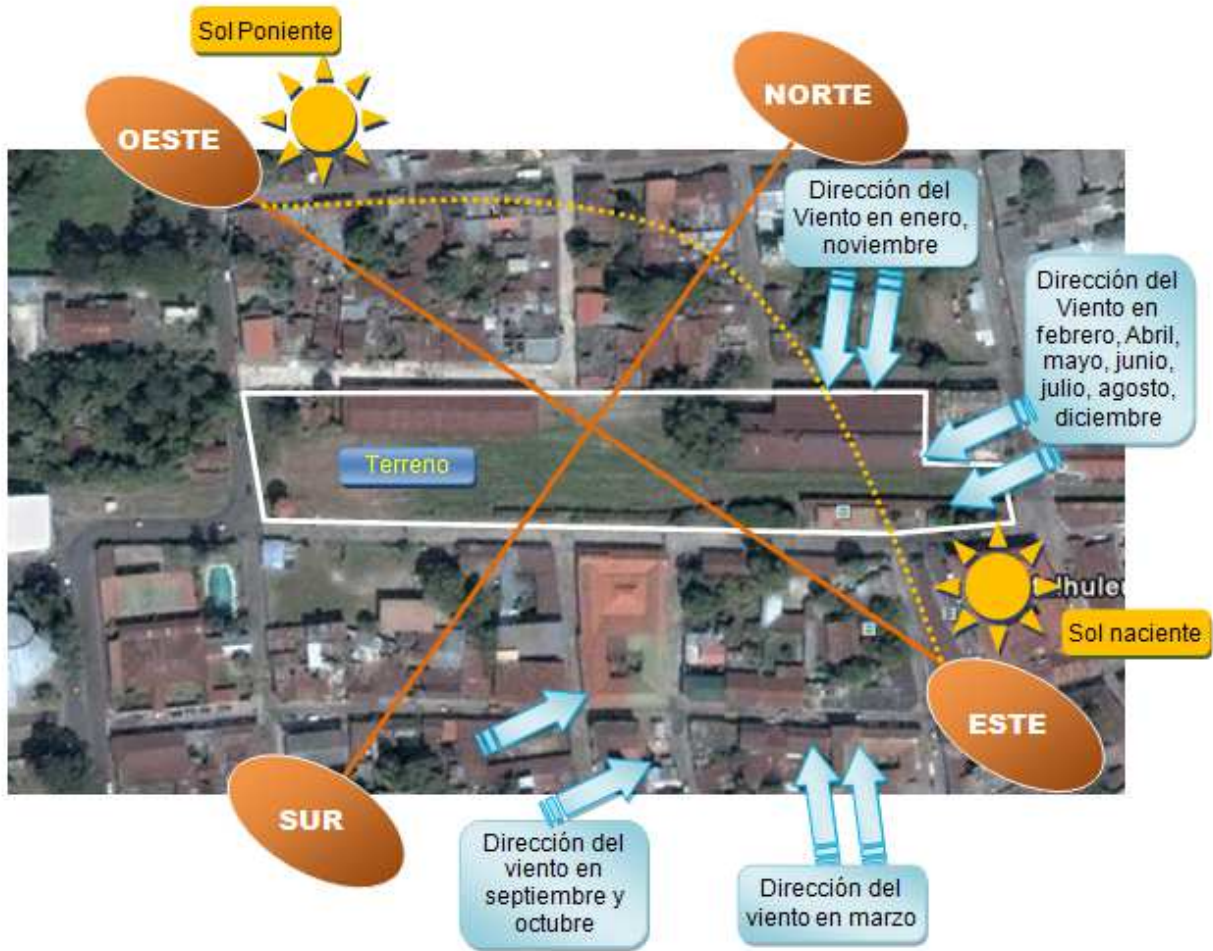 Sol Poniente
NORTE
OESTE
Dirección del
Viento en enero,
noviembre
Dirección del
Viento en
febrero, Abril,
mayo, junio,
julio, agosto,
diciembre
Terreno
Sol naciente
ESTE
SUR
Dirección del
viento en
septiembre y
octubre
Dirección del
viento en marzo